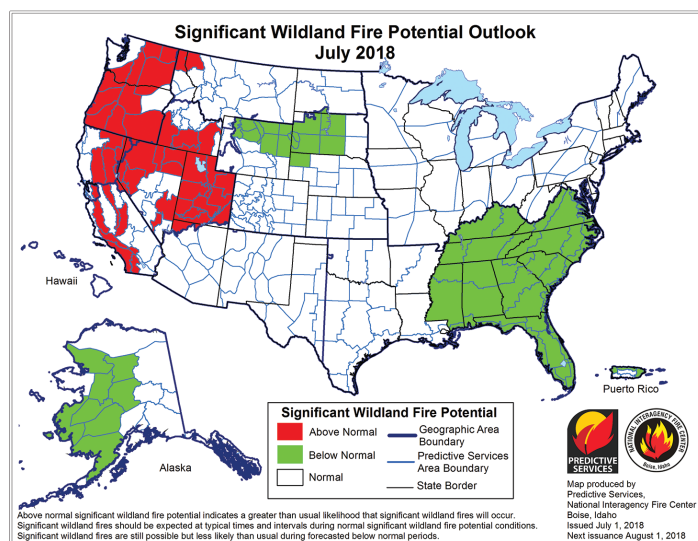 Significant Wildland Fire Potential Outlook
July 2018
Hawaii
Alaska
Puerto Rico
Significant Wildland Fire Potential
Above Normal
Below Normal
Normal
Geographic Area
Boundary
Predictive Services
Area Boundary
State Border
PREDICTIVE
SERVICES
NATIONAL INTERAGENCY FIRE CENTER
Boise, Idaho
Map produced by
Predictive Services,
National Interagency Fire Center
Boise, Idaho
Issued July 1, 2018
Next issuance August 1, 2018
Above normal significant wildland fire potential indicates a greater than usual likelihood that significant wildland fires will occur.
Significant wildland fires should be expected at typical times and intervals during normal significant wildland fire potential conditions.
Significant wildland fires are still possible but less likely than usual during forecasted below normal periods.